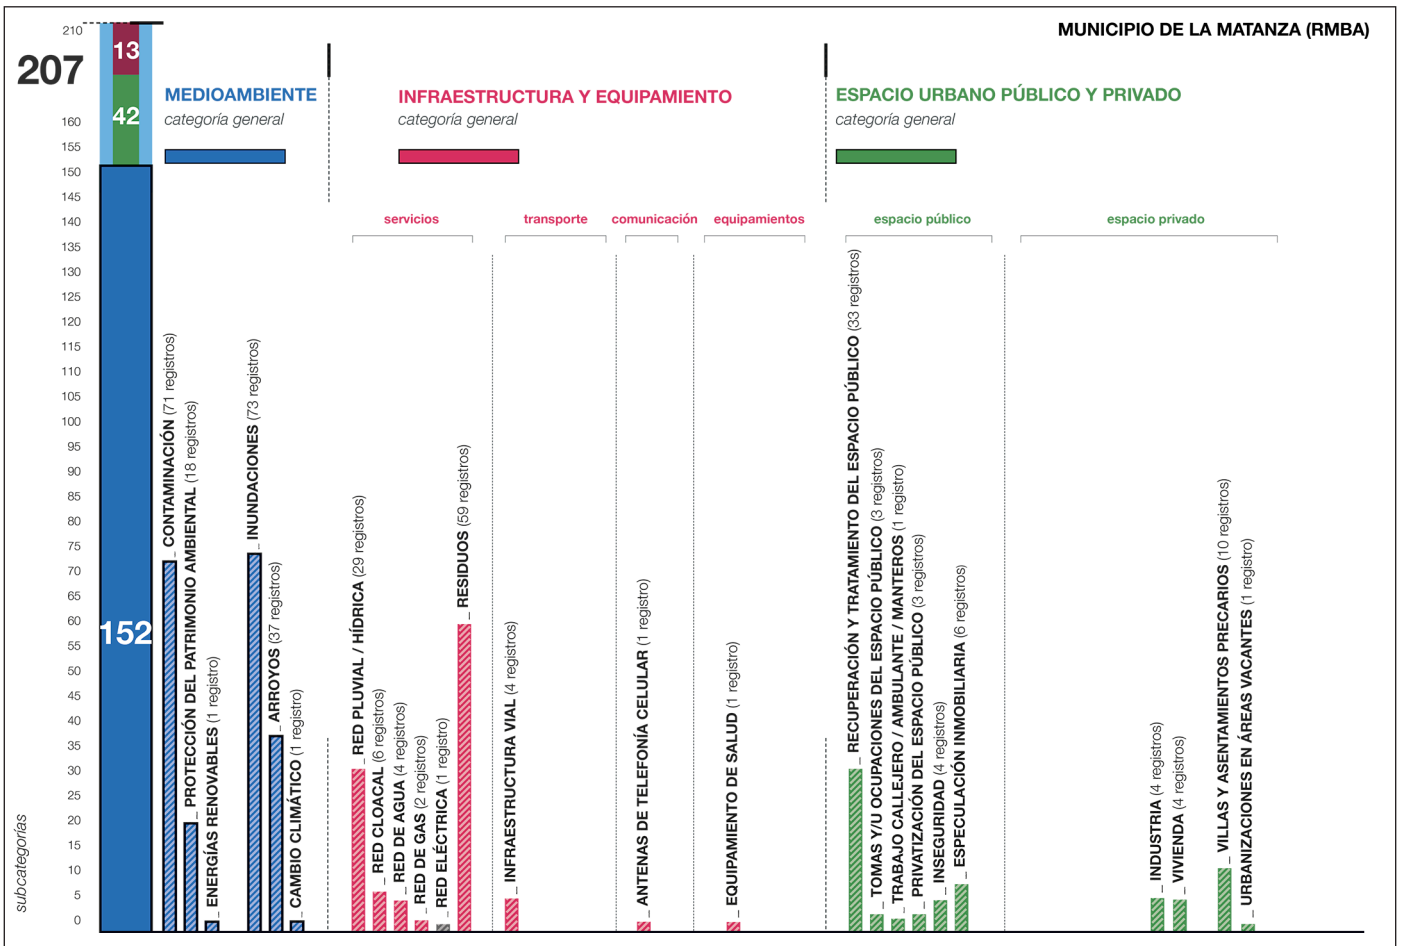 MUNICIPIO DE LA MATANZA (RMBA)
207
13
42
152
MEDIOAMBIENTE
categoría general
INFRAESTRUCTURA Y EQUIPAMIENTO
categoría general
ESPACIO URBANO PÚBLICO Y PRIVADO
categoría general
servicios
transporte
comunicación
equipamientos
espacio público
espacio privado
210
160
155
150
145
140
135
130
125
120
115
110
105
100
95
90
85
80
75
70
65
60
55
50
45
40
35
30
25
20
15
10
5
0
subcategorías
CONTAMINACIÓN (71 registros)
PROTECCIÓN DEL PATRIMONIO AMBIENTAL (18 registros)
ENERGÍAS RENOVABLES (1 registro)
INUNDACIONES (73 registros)
ARROYOS (37 registros)
CAMBIO CLIMÁTICO (1 registro)
RED PLUVIAL / HÍDRICA (29 registros)
RED CLOACAL (6 registros)
RED DE AGUA (4 registros)
RED DE GAS (2 registros)
RED ELÉCTRICA (1 registro)
RESIDUOS (59 registros)
INFRAESTRUCTURA VIAL (4 registros)
ANTENAS DE TELEFONÍA CELULAR (1 registro)
EQUIPAMIENTO DE SALUD (1 registro)
RECUPERACIÓN Y TRATAMIENTO DEL ESPACIO PÚBLICO (33 registros)
TOMAS Y/U OCUPACIONES DEL ESPACIO PÚBLICO (3 registros)
TRABAJO CALLEJERO / AMBULANTE / MANTEROS (1 registro)
PRIVATIZACIÓN DEL ESPACIO PÚBLICO (3 registros)
INSEGURIDAD (4 registros)
ESPECULACIÓN INMOBILIARIA (6 registros)
INDUSTRIA (4 registros)
VIVIENDA (4 registros)
VILLAS Y ASENTAMIENTOS PRECARIOS (10 registros)
URBANIZACIONES EN ÁREAS VACANTES (1 registro)